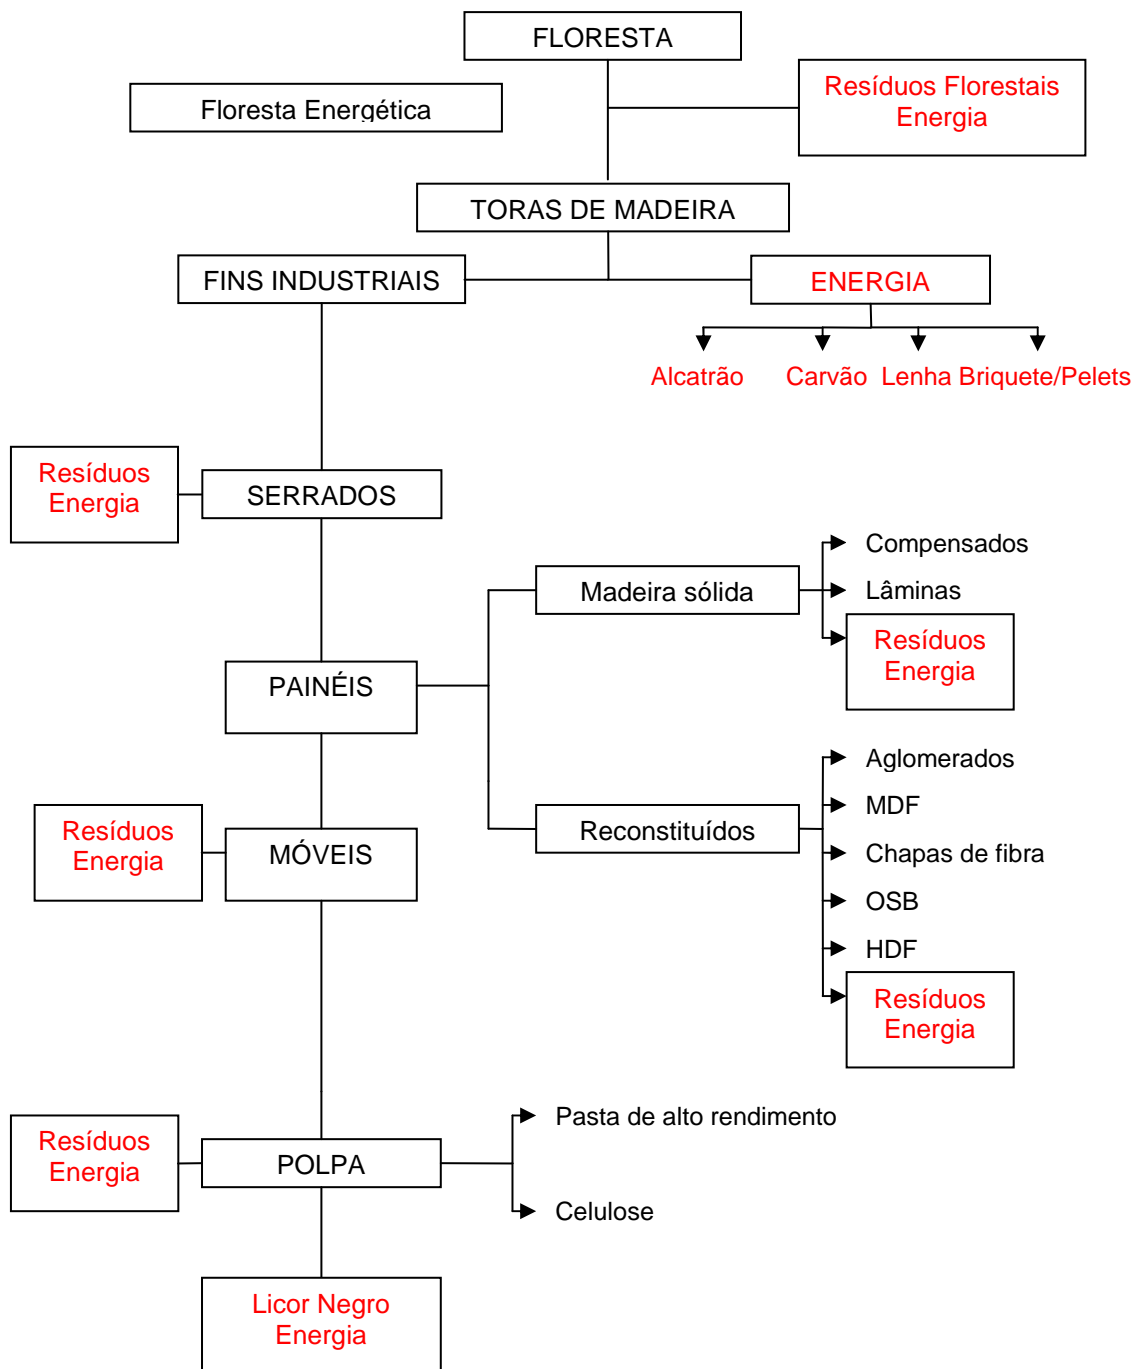 FLORESTA
Resíduos Florestais
Energia
Floresta Energética
TORAS DE MADEIRA
FINS INDUSTRIAIS
ENERGIA
Alcatrão
Carvão
Lenha
Briquete/Pelets
Resíduos
Energia
SERRADOS
Compensados
Madeira sólida
Lâminas
Resíduos
Energia
PAINÉIS
Aglomerados
MDF
Resíduos
Energia
MÓVEIS
Reconstituídos
Chapas de fibra
OSB
HDF
Resíduos
Energia
Pasta de alto rendimento
Resíduos
Energia
POLPA
Celulose
Licor Negro
Energia